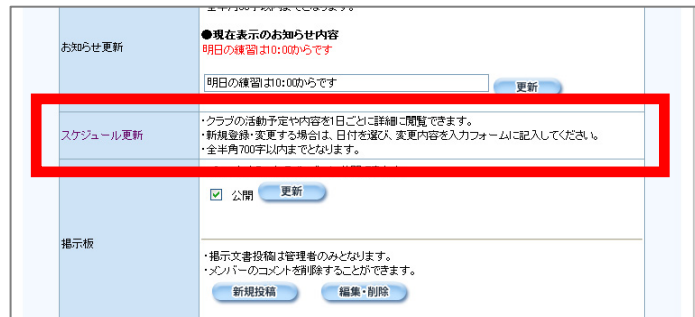 お知らせ更新
●現在表示のお知らせ内容
明日の練習は10:00からです
明日の練習は10:00からです
更新
スケジュール更新
・クラブの活動予定や内容を1日ごとに詳細に閲覧できます。
・新規登録・変更する場合は、日付を選び、変更内容を入力フォームに記入してください。
・全半角700字以内までとなります。
公開
更新
掲示板
・掲示文書投稿は管理者のみとなります。
・メンバーのコメントを削除することができます。
新規投稿
編集・削除